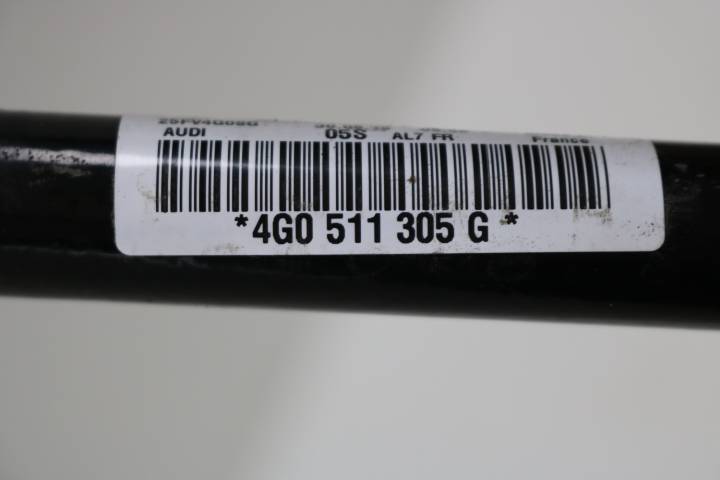 AUDI 05S AL7 FR France
*4G0 511 305 G*